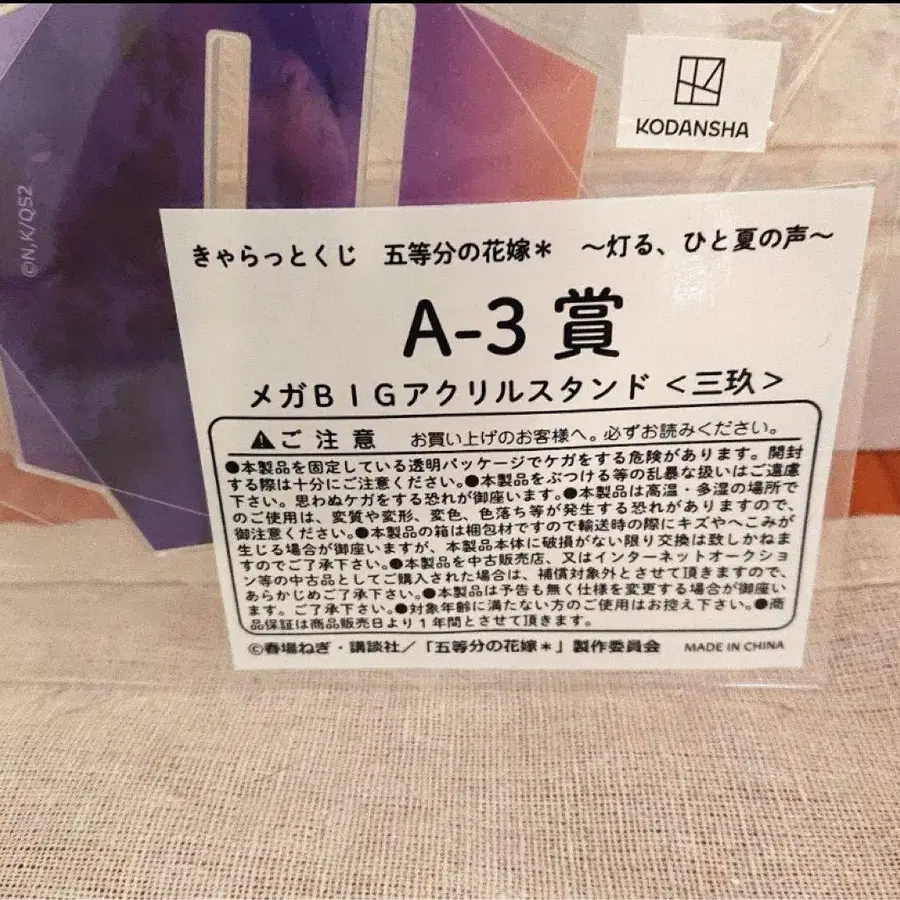 KODANSHA
©N,K/QS2
きゃらっとくじ 五等分の花嫁＊ ～灯る、ひと夏の声～
A-3 賞
メガBIGアクリルスタンド＜三玖＞
⚠ご注意 お買い上げのお客様へ。必ずお読みください。
●本製品を固定している透明パッケージでケガをする危険があります。開封
する際は十分にご注意ください。●本製品をぶつける等の乱暴な扱いはご遠慮
下さい。思わぬケガをする恐れが御座います。●本製品は高温・多湿の場所で
のご使用は、変質や変形、変色、色落ち等が発生する恐れがありますので、
御注意ください。●本製品の箱は梱包材ですので輸送時の際にキズやへこみが
生じる場合が御座いますが、本製品本体に破損がない限り交換は致しかねま
すのでご了承下さい。●本製品を中古販売店、又はインターネットオークショ
ン等の中古品としてご購入された場合は、補償対象外とさせて頂きますので、
あらかじめご了承下さい。●本製品は予告も無く仕様を変更する場合が御座い
ます。ご了承下さい。●対象年齢に満たない方のご使用はお控え下さい。●商
品保証は商品販売日より1年間とさせて頂きます。
©春場ねぎ・講談社／「五等分の花嫁＊」製作委員会 MADE IN CHINA